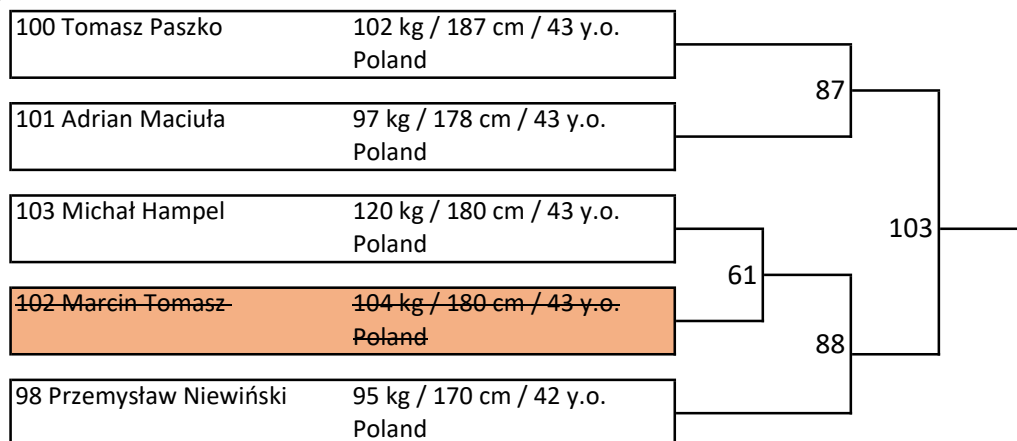 100 Tomasz Paszko 102 kg / 187 cm / 43 y.o.
Poland
87
101 Adrian Maciuła 97 kg / 178 cm / 43 y.o.
Poland
103 Michał Hampel 120 kg / 180 cm / 43 y.o.
Poland
103
61
102 Marcin Tomasz 104 kg / 180 cm / 43 y.o.
Poland
88
98 Przemysław Niewiński 95 kg / 170 cm / 42 y.o.
Poland